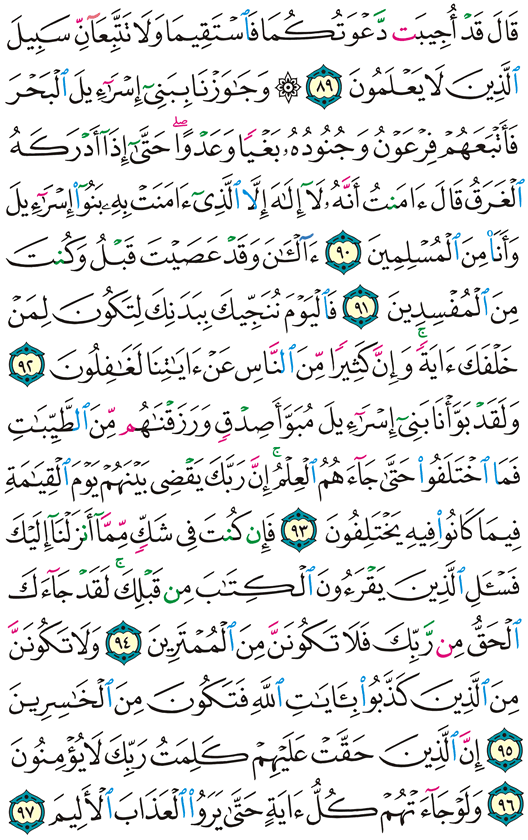 قَالَ قَدْ أُجِيبَت دَّعْوَتُكُمَا فَٱسْتَقِيمَا وَلَا تَتَّبِعَآنِّ سَبِيلَ
ٱلَّذِينَ لَا يَعْلَمُونَ ٨٩ ۞ وَجَٰوَزْنَا بِبَنِىٓ إِسْرَٰٓءِيلَ ٱلْبَحْرَ
فَأَتْبَعَهُمْ فِرْعَوْنُ وَجُنُودُهُۥ بَغْيًا وَعَدْوًا ۖ حَتَّىٰٓ إِذَآ أَدْرَكَهُ
ٱلْغَرَقُ قَالَ ءَامَنتُ أَنَّهُۥ لَآ إِلَٰهَ إِلَّا ٱلَّذِىٓ ءَامَنَتْ بِهِۦ بَنُوٓا۟ إِسْرَٰٓءِيلَ
وَأَنَا۠ مِنَ ٱلْمُسْلِمِينَ ٩٠ ءَآلْـَٰٔنَ وَقَدْ عَصَيْتَ قَبْلُ وَكُنتَ
مِنَ ٱلْمُفْسِدِينَ ٩١ فَٱلْيَوْمَ نُنَجِّيكَ بِبَدَنِكَ لِتَكُونَ لِمَنْ
خَلْفَكَ ءَايَةً ۚ وَإِنَّ كَثِيرًا مِّنَ ٱلنَّاسِ عَنْ ءَايَٰتِنَا لَغَٰفِلُونَ ٩٢
وَلَقَدْ بَوَّأْنَا بَنِىٓ إِسْرَٰٓءِيلَ مُبَوَّأَ صِدْقٍ وَرَزَقْنَٰهُم مِّنَ ٱلطَّيِّبَٰتِ
فَمَا ٱخْتَلَفُوا۟ حَتَّىٰ جَآءَهُمُ ٱلْعِلْمُ ۚ إِنَّ رَبَّكَ يَقْضِى بَيْنَهُمْ يَوْمَ ٱلْقِيَٰمَةِ
فِيمَا كَانُوا۟ فِيهِ يَخْتَلِفُونَ ٩٣ فَإِن كُنتَ فِى شَكٍّ مِّمَّآ أَنزَلْنَآ إِلَيْكَ
فَسْـَٔلِ ٱلَّذِينَ يَقْرَءُونَ ٱلْكِتَٰبَ مِن قَبْلِكَ ۚ لَقَدْ جَآءَكَ
ٱلْحَقُّ مِن رَّبِّكَ فَلَا تَكُونَنَّ مِنَ ٱلْمُمْتَرِينَ ٩٤ وَلَا تَكُونَنَّ
مِنَ ٱلَّذِينَ كَذَّبُوا۟ بِـَٔايَٰتِ ٱللَّهِ فَتَكُونَ مِنَ ٱلْخَٰسِرِينَ
٩٥ إِنَّ ٱلَّذِينَ حَقَّتْ عَلَيْهِمْ كَلِمَتُ رَبِّكَ لَا يُؤْمِنُونَ
٩٦ وَلَوْ جَآءَتْهُمْ كُلُّ ءَايَةٍ حَتَّىٰ يَرَوُا۟ ٱلْعَذَابَ ٱلْأَلِيمَ ٩٧